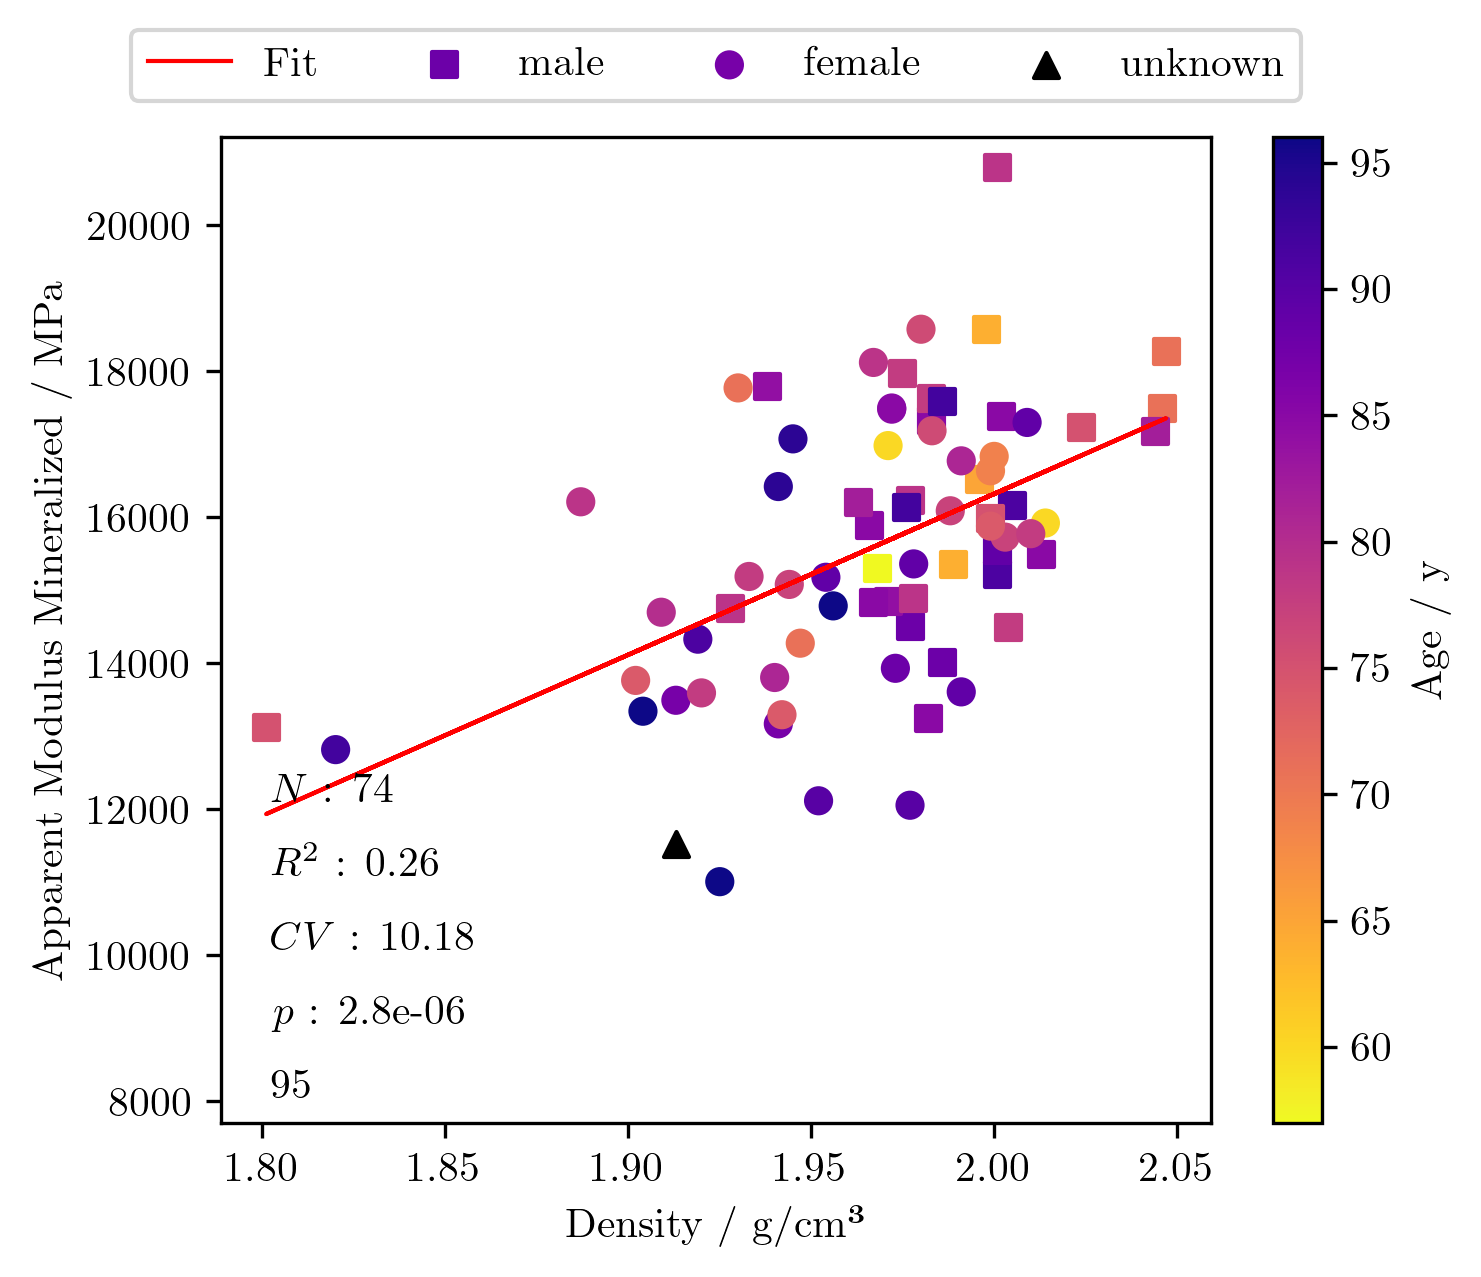 Fit male female unknown
20000
18000
16000
14000
12000
10000
8000
Apparent Modulus Mineralized / MPa
N : 74
R² : 0.26
CV : 10.18
p : 2.8e-06
95
1.80 1.85 1.90 1.95 2.00 2.05
Density / g/cm³
95
90
85
80
75
70
65
60
Age / y